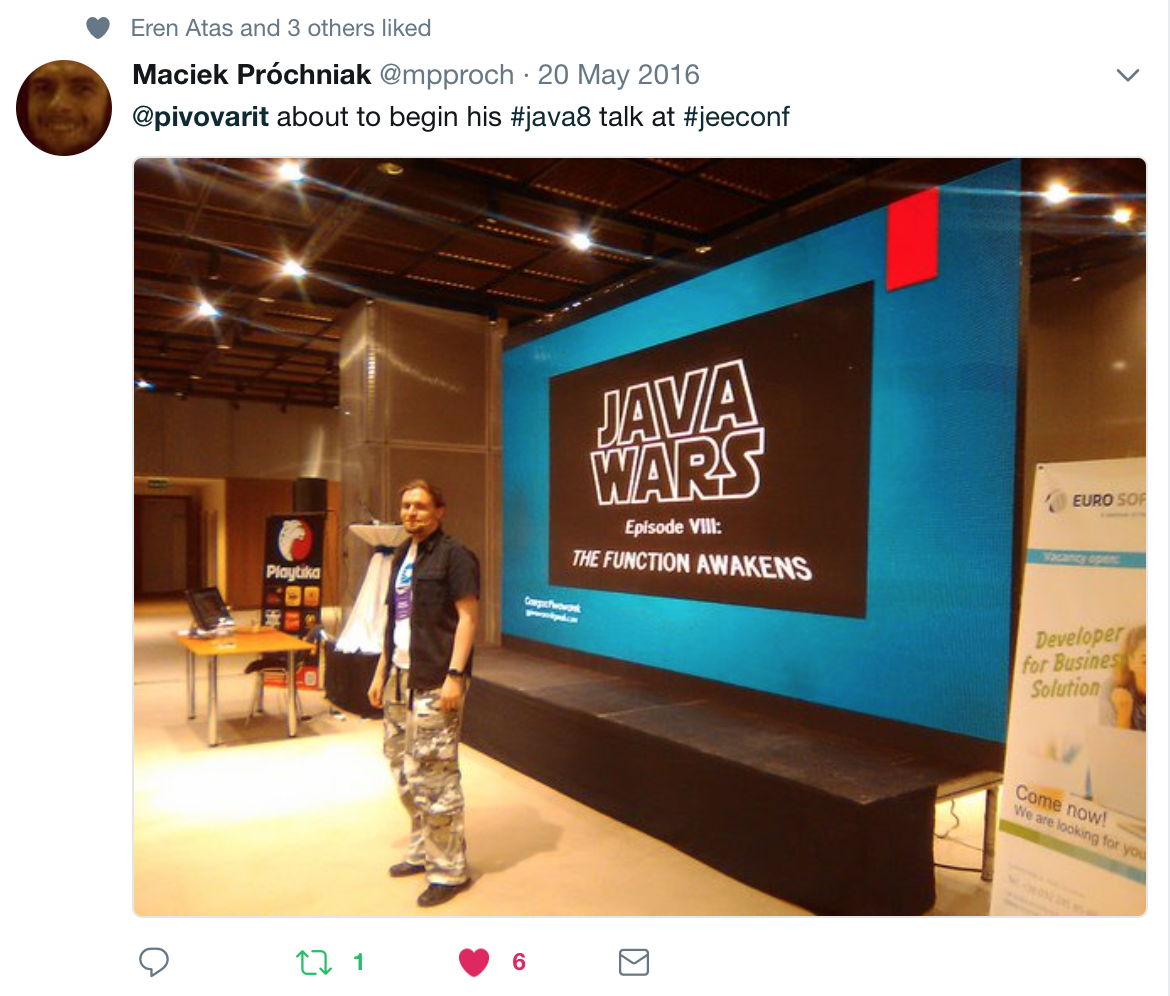 Eren Atas and 3 others liked
Maciek Próchniak @mpproch · 20 May 2016
@pivovarit about to begin his #java8 talk at #jeeconf
JAVA
WARS
Episode VIII:
THE FUNCTION AWAKENS
Playtika
EURO SOF
Vacancy open:
Developer
for Business
Solution
Come now!
We are looking for you
1
6